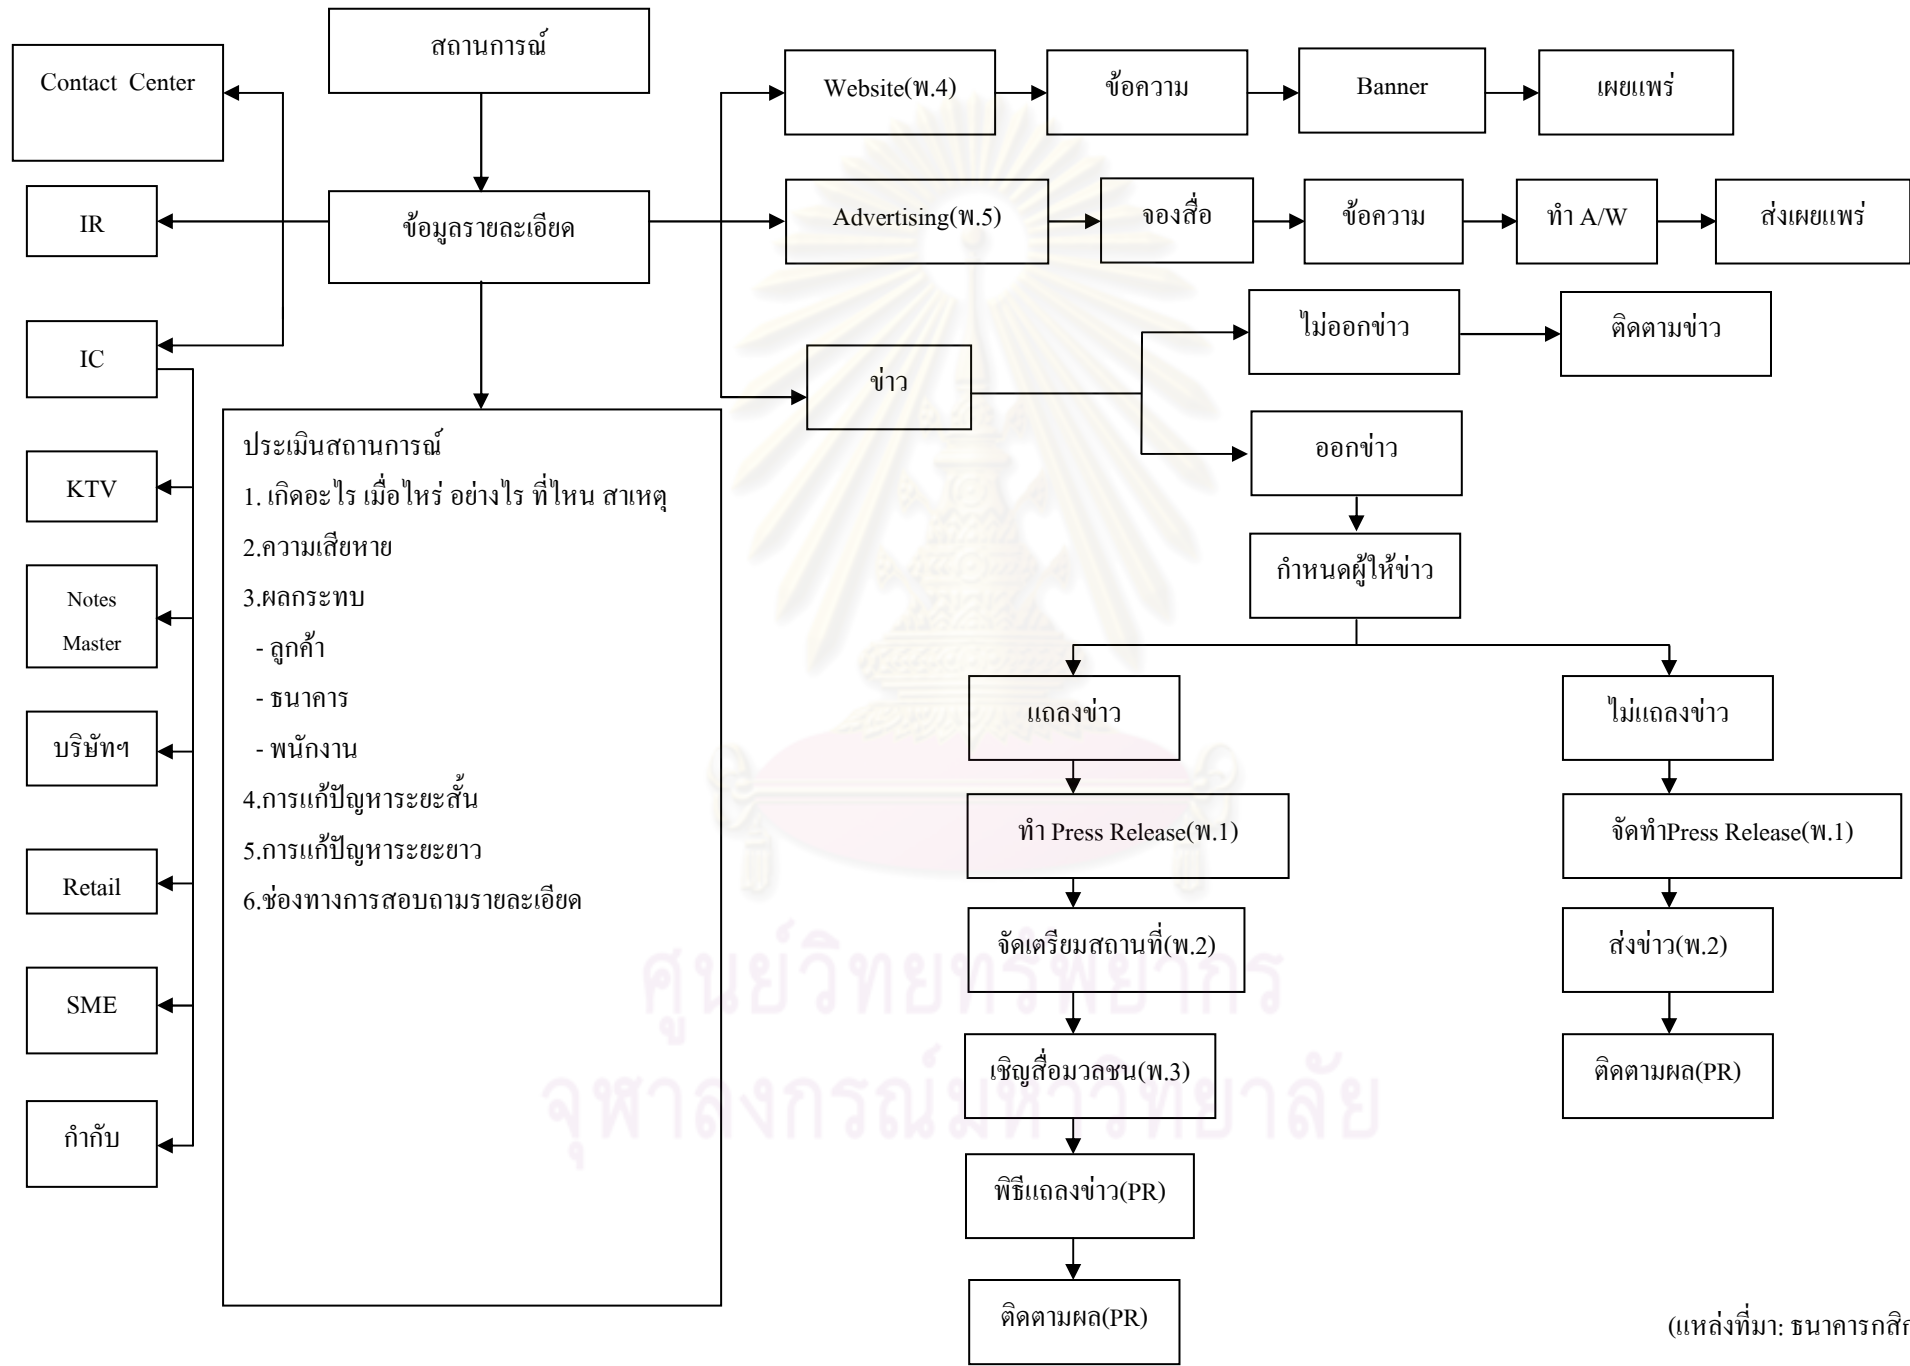 สถานการณ์
Contact Center
Website(พ.4)
ข้อความ
Banner
เผยแพร่
IR
ข้อมูลรายละเอียด
Advertising(พ.5)
จองสื่อ
ข้อความ
ทำ A/W
ส่งเผยแพร่
ไม่ออกข่าว
ติดตามข่าว
IC
ข่าว
ออกข่าว
ประเมินสถานการณ์
1. เกิดอะไร เมื่อไหร่ อย่างไร ที่ไหน สาเหตุ
2.ความเสียหาย
3.ผลกระทบ
- ลูกค้า
- ธนาคาร
- พนักงาน
4.การแก้ปัญหาระยะสั้น
5.การแก้ปัญหาระยะยาว
6.ช่องทางการสอบถามรายละเอียด
KTV
Notes
Master
บริษัทฯ
Retail
SME
กำกับ
กำหนดผู้ให้ข่าว
แถลงข่าว
ไม่แถลงข่าว
ทำ Press Release(พ.1)
จัดทำPress Release(พ.1)
จัดเตรียมสถานที่(พ.2)
ส่งข่าว(พ.2)
เชิญสื่อมวลชน(พ.3)
ติดตามผล(PR)
พิธีแถลงข่าว(PR)
ติดตามผล(PR)
ศูนย์วิทยทรัพยากร
จุฬาลงกรณ์มหาวิทยาลัย
(แหล่งที่มา: ธนาคารกสิก